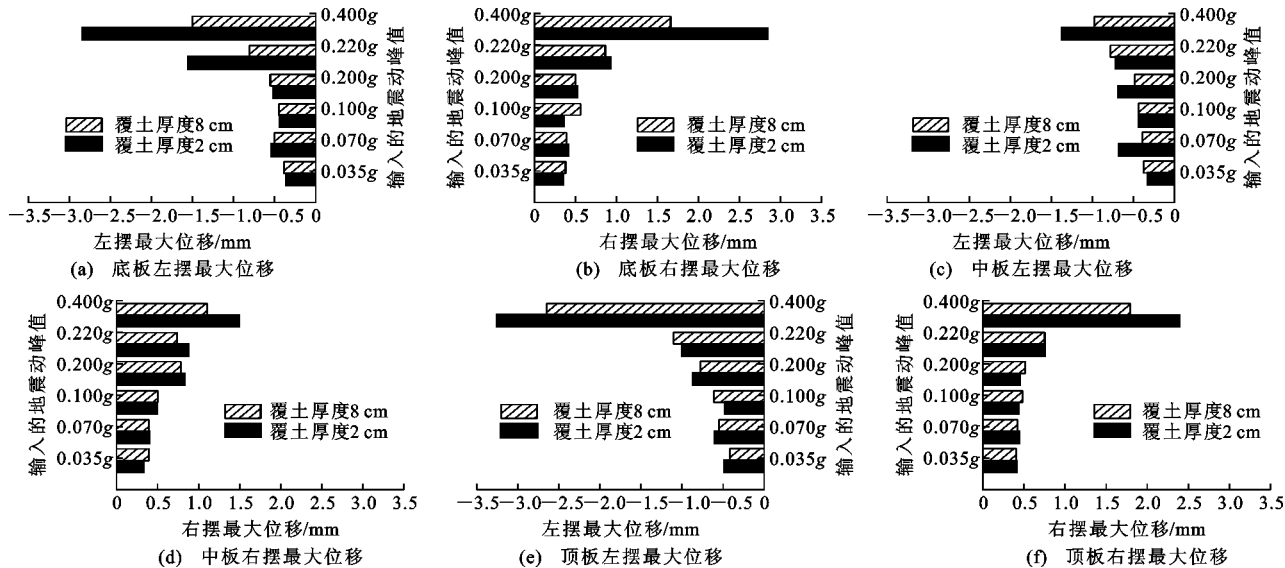 0.400g
0.220g
0.200g
0.100g
0.070g
0.035g
输入的地震动峰值
覆土厚度8 cm
覆土厚度2 cm
−3.5 −3.0 −2.5 −2.0 −1.5 −1.0 −0.5 0
左摆最大位移/mm
(a) 底板左摆最大位移
0.400g
0.220g
0.200g
0.100g
0.070g
0.035g
输入的地震动峰值
覆土厚度8 cm
覆土厚度2 cm
0 0.5 1.0 1.5 2.0 2.5 3.0 3.5
右摆最大位移/mm
(b) 底板右摆最大位移
0.400g
0.220g
0.200g
0.100g
0.070g
0.035g
输入的地震动峰值
覆土厚度8 cm
覆土厚度2 cm
−3.5−3.0−2.5−2.0−1.5−1.0−0.5 0
左摆最大位移/mm
(c) 中板左摆最大位移
0.400g
0.220g
0.200g
0.100g
0.070g
0.035g
输入的地震动峰值
覆土厚度8 cm
覆土厚度2 cm
0 0.5 1.0 1.5 2.0 2.5 3.0 3.5
右摆最大位移/mm
(d) 中板右摆最大位移
0.400g
0.220g
0.200g
0.100g
0.070g
0.035g
输入的地震动峰值
覆土厚度8 cm
覆土厚度2 cm
−3.5−3.0−2.5−2.0−1.5−1.0−0.5 0
左摆最大位移/mm
(e) 顶板左摆最大位移
0.400g
0.220g
0.200g
0.100g
0.070g
0.035g
输入的地震动峰值
覆土厚度8 cm
覆土厚度2 cm
0 0.5 1.0 1.5 2.0 2.5 3.0 3.5
右摆最大位移/mm
(f) 顶板右摆最大位移